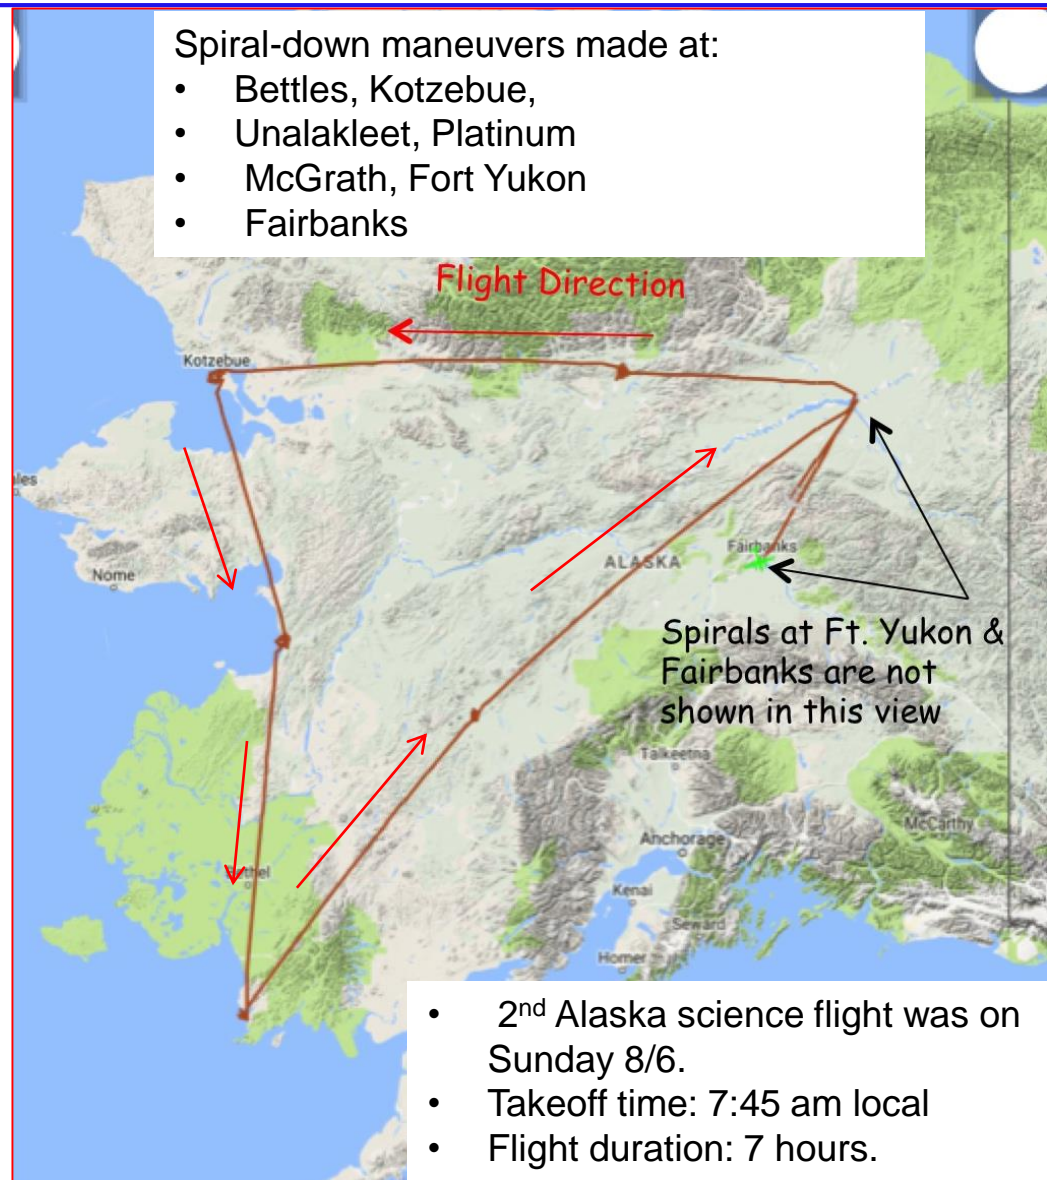 Spiral-down maneuvers made at:
• Bettles, Kotzebue,
• Unalakleet, Platinum
• McGrath, Fort Yukon
• Fairbanks
Flight Direction
Kotzebue
ales
Nome
Fairbanks
ALASKA
Spirals at Ft. Yukon &
Fairbanks are not
shown in this view
Talkeetna
McCarthy
Anchorage
Bethel
Kenai
Seward
Homer
• 2nd Alaska science flight was on
Sunday 8/6.
• Takeoff time: 7:45 am local
• Flight duration: 7 hours.